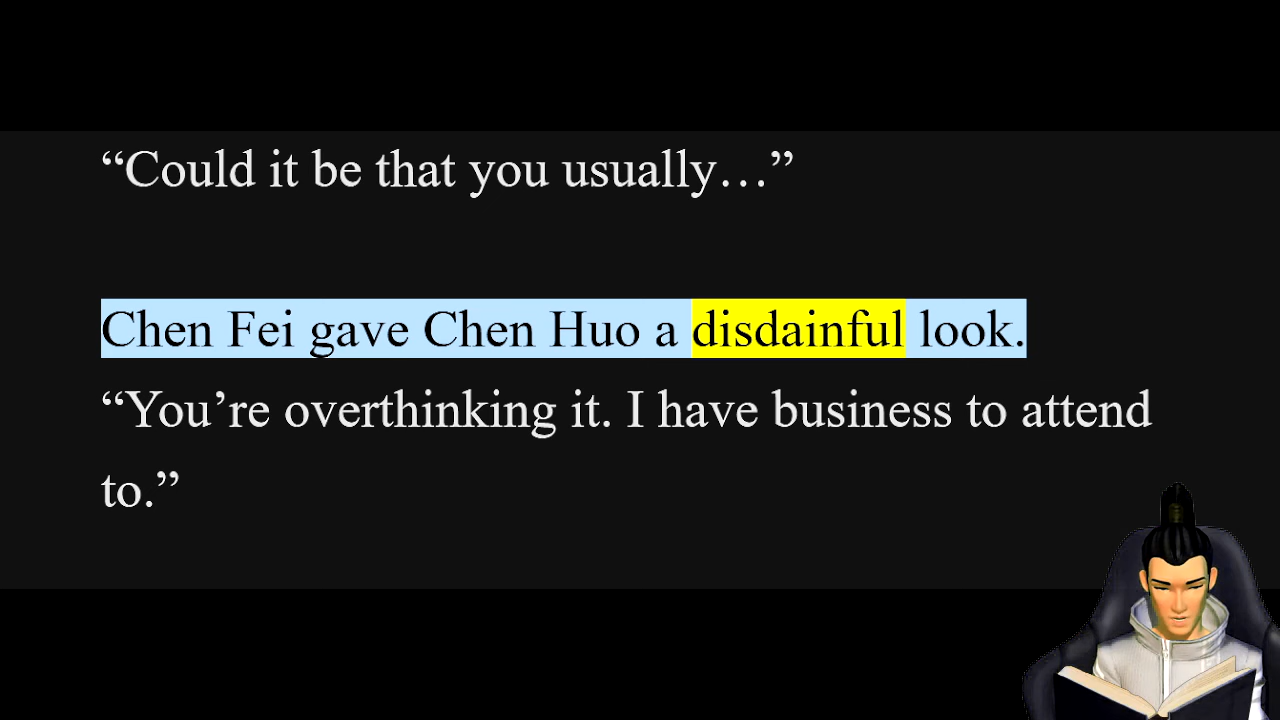 “Could it be that you usually…”
Chen Fei gave Chen Huo a disdainful look.
“You’re overthinking it. I have business to attend
to.”